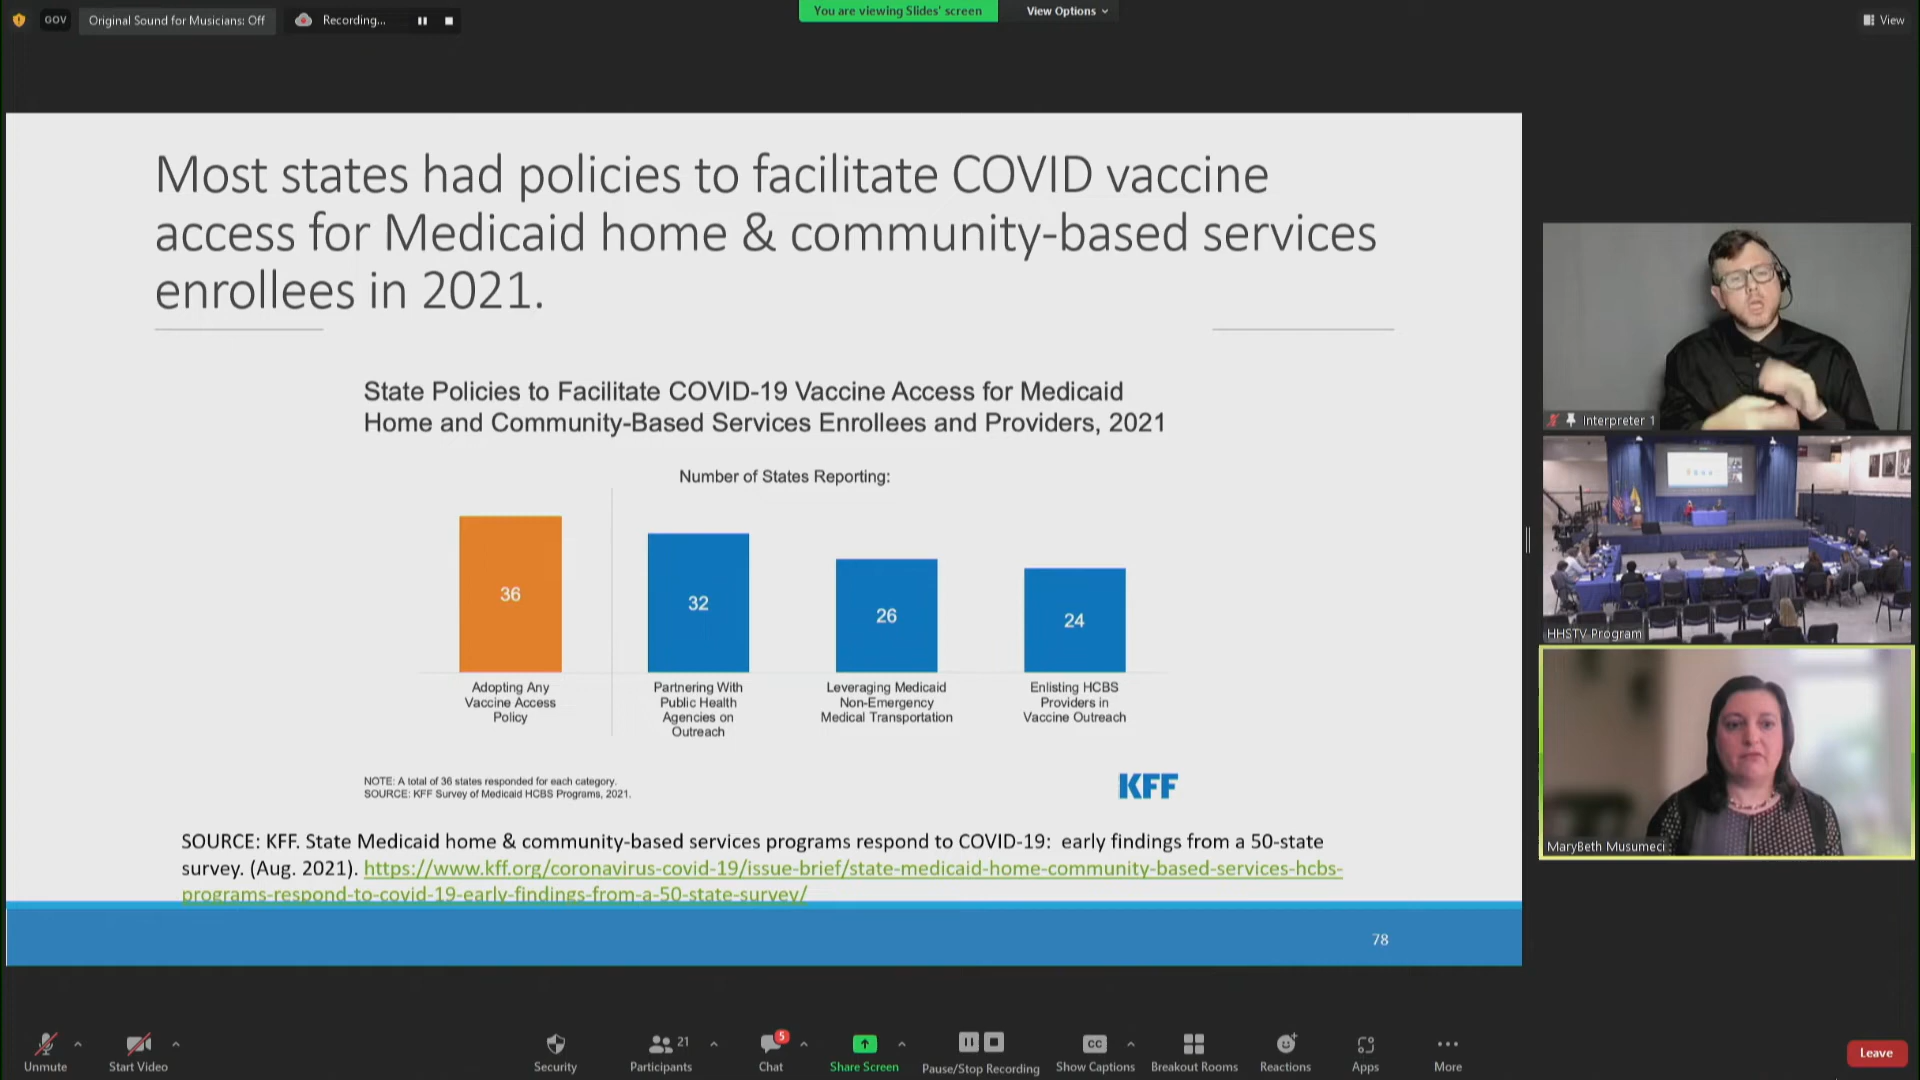 GOV
Original Sound for Musicians: Off
Recording...
You are viewing Slides' screen
View Options
View
Most states had policies to facilitate COVID vaccine
access for Medicaid home & community-based services
enrollees in 2021.
State Policies to Facilitate COVID-19 Vaccine Access for Medicaid
Home and Community-Based Services Enrollees and Providers, 2021
Number of States Reporting:
36
32
26
24
Adopting Any
Vaccine Access
Policy
Partnering With
Public Health
Agencies on
Outreach
Leveraging Medicaid
Non-Emergency
Medical Transportation
Enlisting HCBS
Providers in
Vaccine Outreach
NOTE: A total of 36 states responded for each category.
SOURCE: KFF Survey of Medicaid HCBS Programs, 2021.
KFF
SOURCE: KFF. State Medicaid home & community-based services programs respond to COVID-19: early findings from a 50-state
survey. (Aug. 2021). https://www.kff.org/coronavirus-covid-19/issue-brief/state-medicaid-home-community-based-services-hcbs-
programs-respond-to-covid-19-early-findings-from-a-50-state-survey/
78
Interpreter 1
HHSTV Program
MaryBeth Musumeci
Unmute
Start Video
Security
21
Participants
5
Chat
Share Screen
Pause/Stop Recording
CC
Show Captions
Breakout Rooms
Reactions
Apps
More
Leave